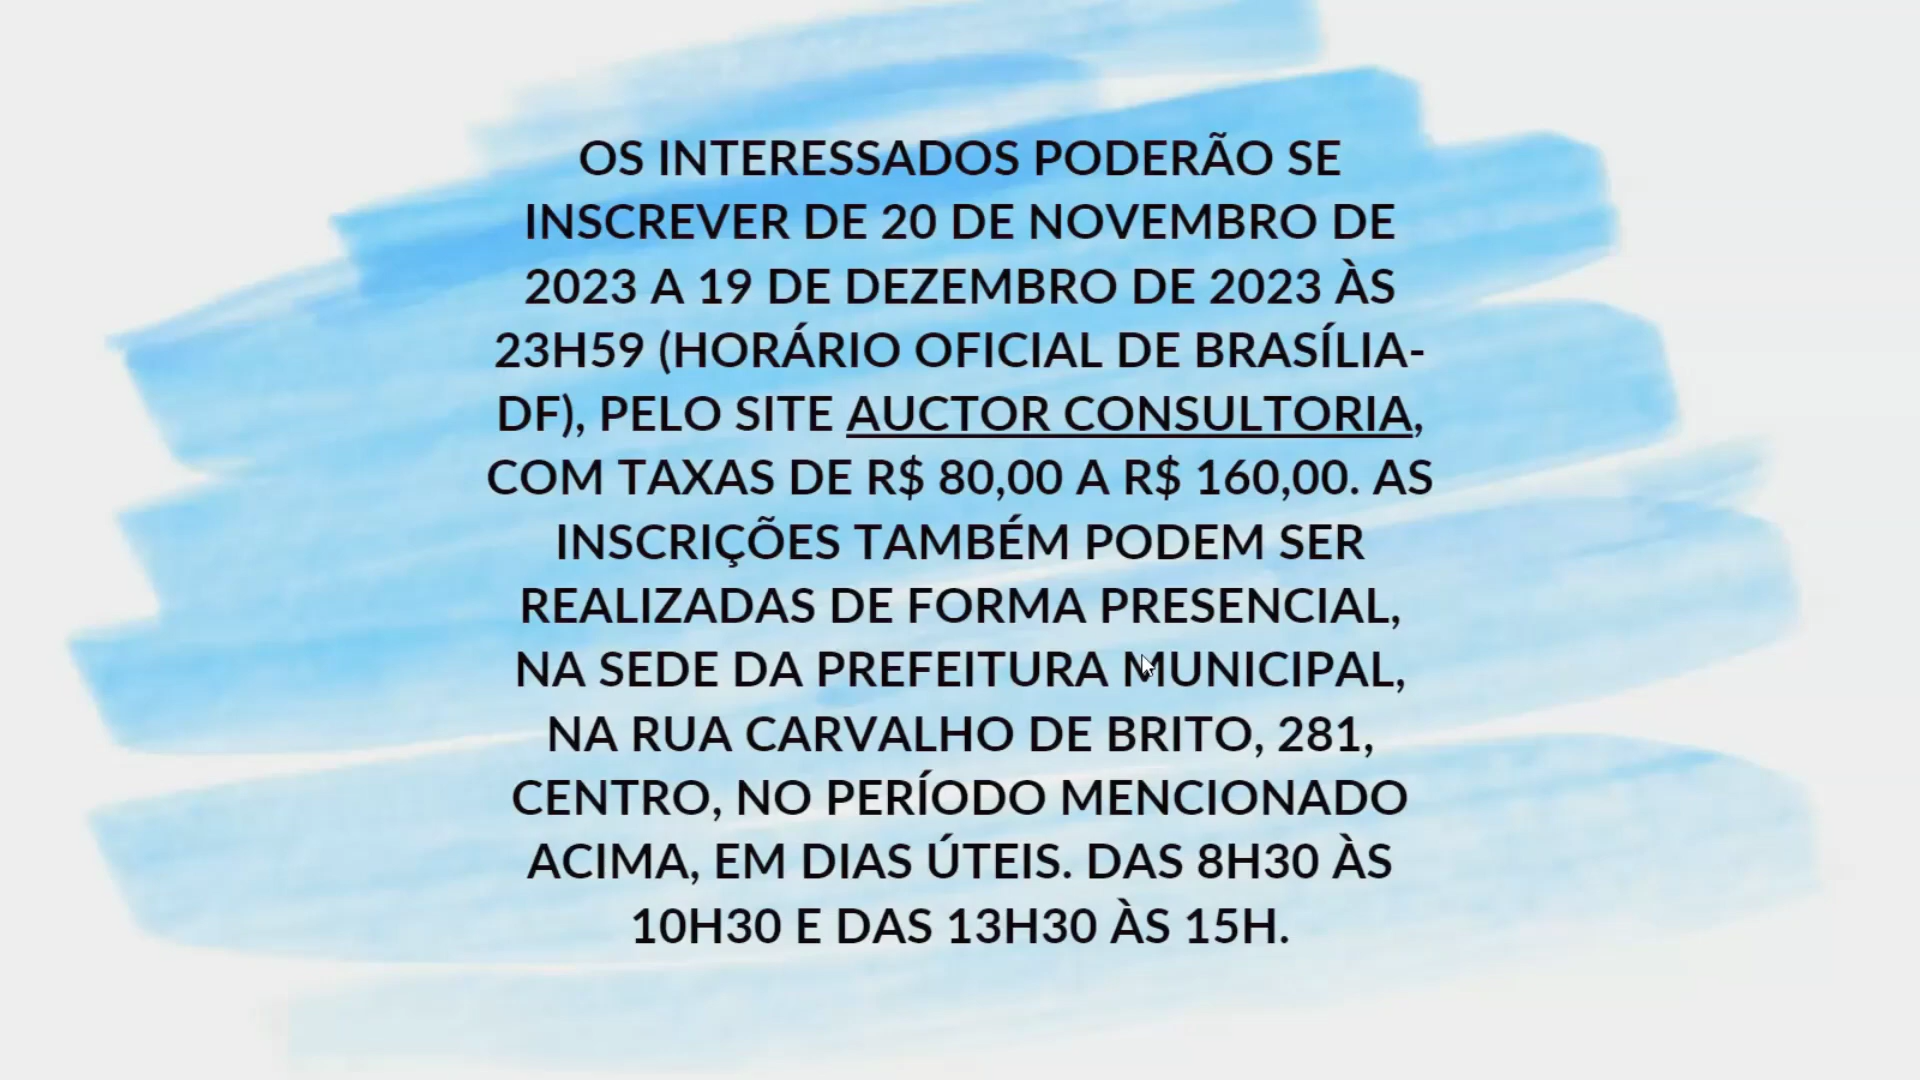 OS INTERESSADOS PODERÃO SE
INSCREVER DE 20 DE NOVEMBRO DE
2023 A 19 DE DEZEMBRO DE 2023 ÀS
23H59 (HORÁRIO OFICIAL DE BRASÍLIA-
DF), PELO SITE AUCTOR CONSULTORIA,
COM TAXAS DE R$ 80,00 A R$ 160,00. AS
INSCRIÇÕES TAMBÉM PODEM SER
REALIZADAS DE FORMA PRESENCIAL,
NA SEDE DA PREFEITURA MUNICIPAL,
NA RUA CARVALHO DE BRITO, 281,
CENTRO, NO PERÍODO MENCIONADO
ACIMA, EM DIAS ÚTEIS. DAS 8H30 ÀS
10H30 E DAS 13H30 ÀS 15H.